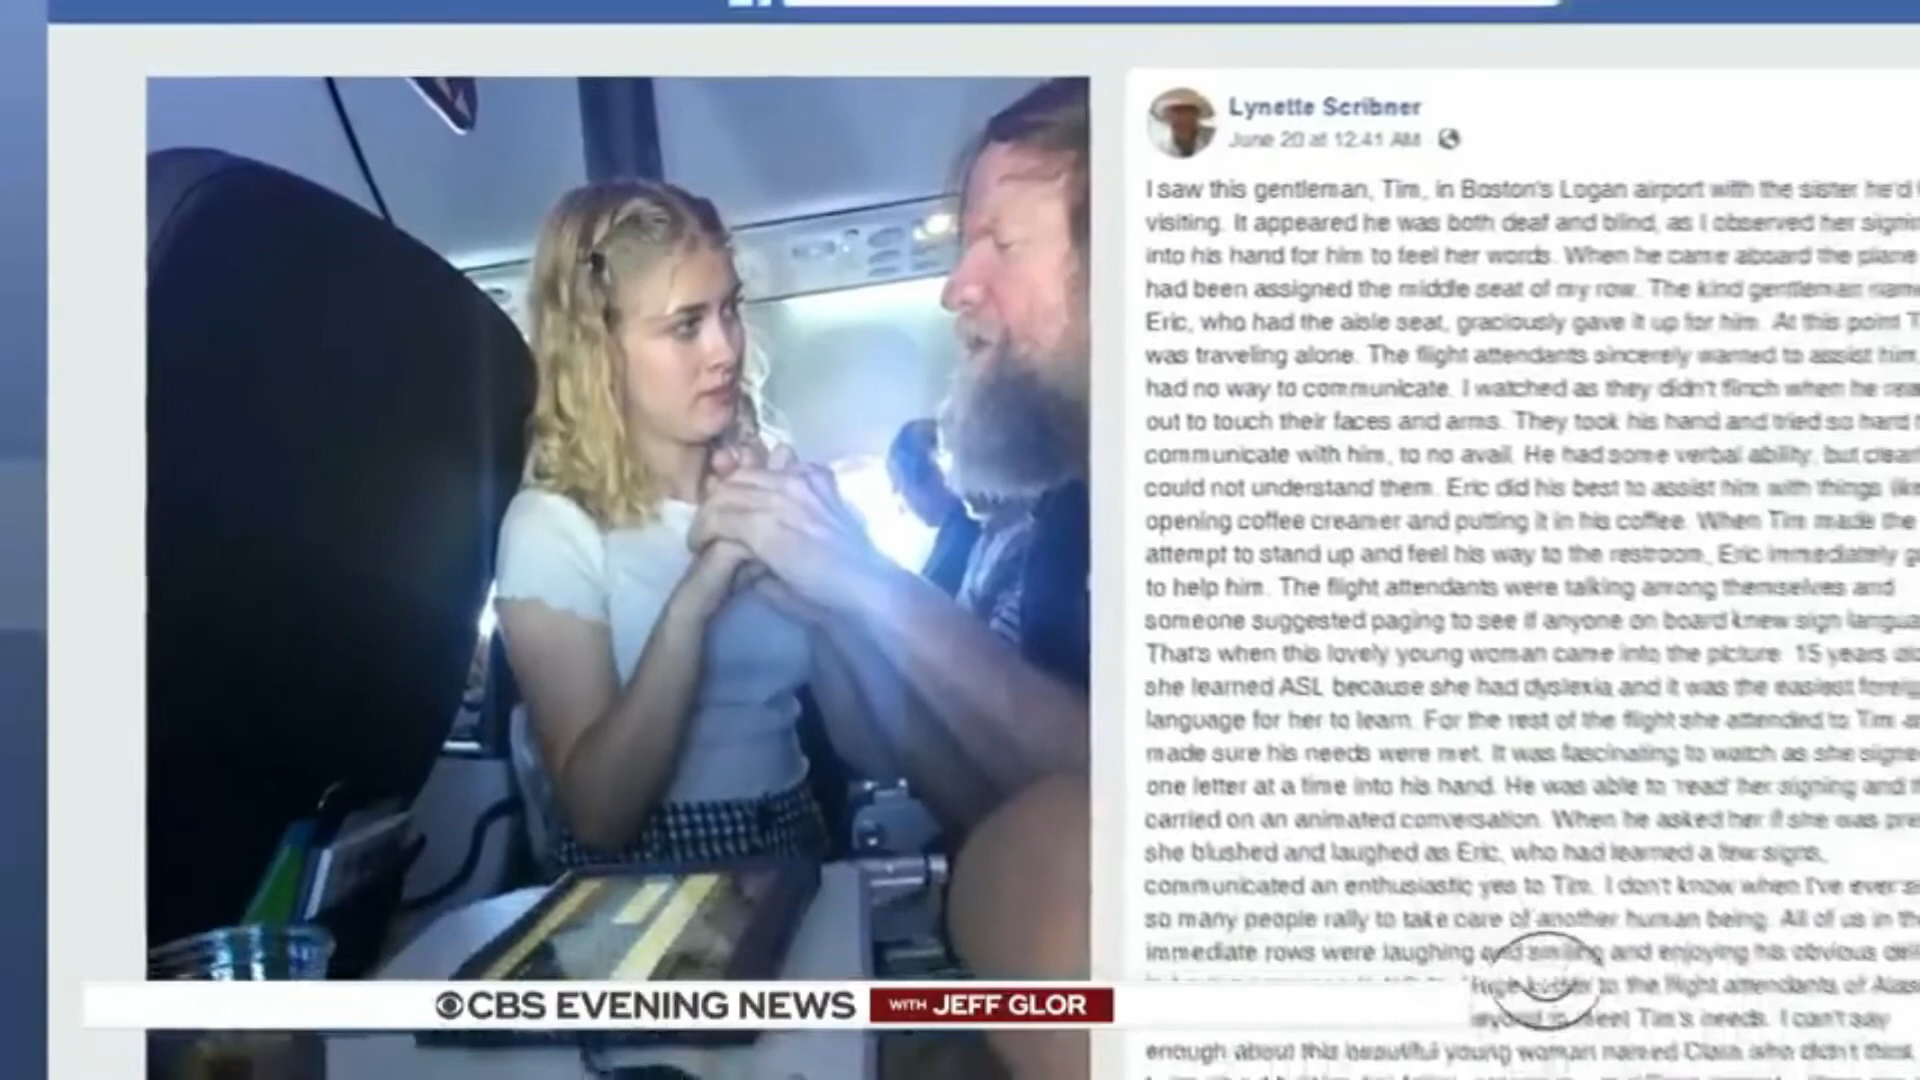 Lynette Scribner
June 20 at 12:41 AM
I saw this gentleman, Tim, in Boston's Logan airport with the sister he'd
visiting. It appeared he was both deaf and blind, as I observed her
into his hand for him to feel her words. When he came aboard the plane
had been assigned the middle seat of my row. The kind gentleman
Eric, who had the aisle seat, graciously gave it up for him. At this point
was traveling alone. The flight attendants sincerely wanted to assist him,
had no way to communicate. I watched as they didn't flinch when he
out to touch their faces and arms. They took his hand and tried so hard
communicate with him, to no avail. He had some verbal ability, but
could not understand them. Eric did his best to assist him with things
opening coffee creamer and putting it in his coffee. When Tim made the
attempt to stand up and feel his way to the restroom, Eric immediately
to help him. The flight attendants were talking among themselves and
someone suggested paging to see if anyone on board knew sign
That's when this lovely young woman came into the picture. 15 years
she learned ASL because she had dyslexia and it was the easiest
language for her to learn. For the rest of the flight she attended to Tim
made sure his needs were met. It was fascinating to watch as she
one letter at a time into his hand. He was able to "read" her signing and
carried on an animated conversation. When he asked her if she was
she blushed and laughed as Eric, who had learned a few signs,
communicated an enthusiastic yes to Tim. I don't know when I've ever
so many people rally to take care of another human being. All of us in the
immediate rows were laughing and smiling and enjoying his obvious
to the flight attendants of
meet Tim's needs. I can't say
enough about this beautiful young woman named Clara who didn't think
CBS EVENING NEWS WITH JEFF GLOR